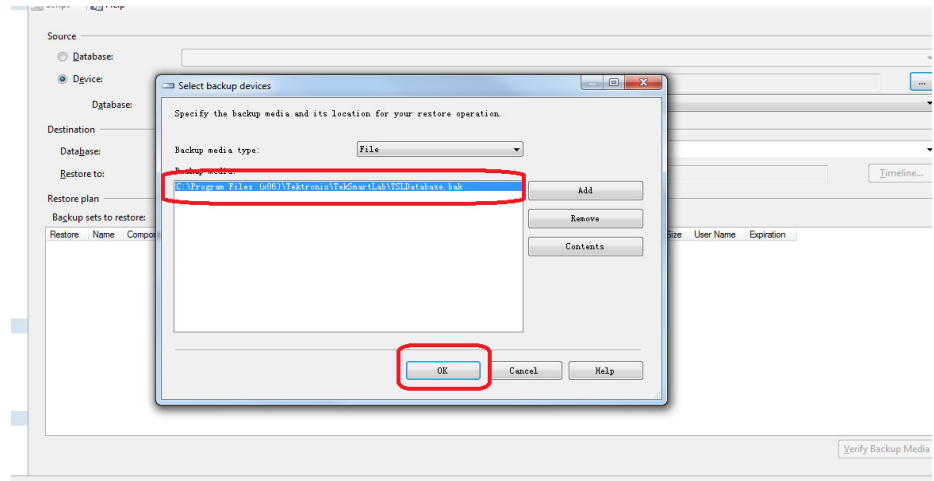 Script Help
Source
Database:
Device:
...
Database:
Destination
Database:
Restore to:
Timeline...
Restore plan
Backup sets to restore:
Restore Name Size User Name Expiration
Select backup devices
Specify the backup media and its location for your restore operation.
Backup media type: File
Backup media:
C:\Program Files (x86)\Tektronix\TekSmartLab\TSLDatabase.bak
Add
Remove
Contents
OK Cancel Help
Verify Backup Media